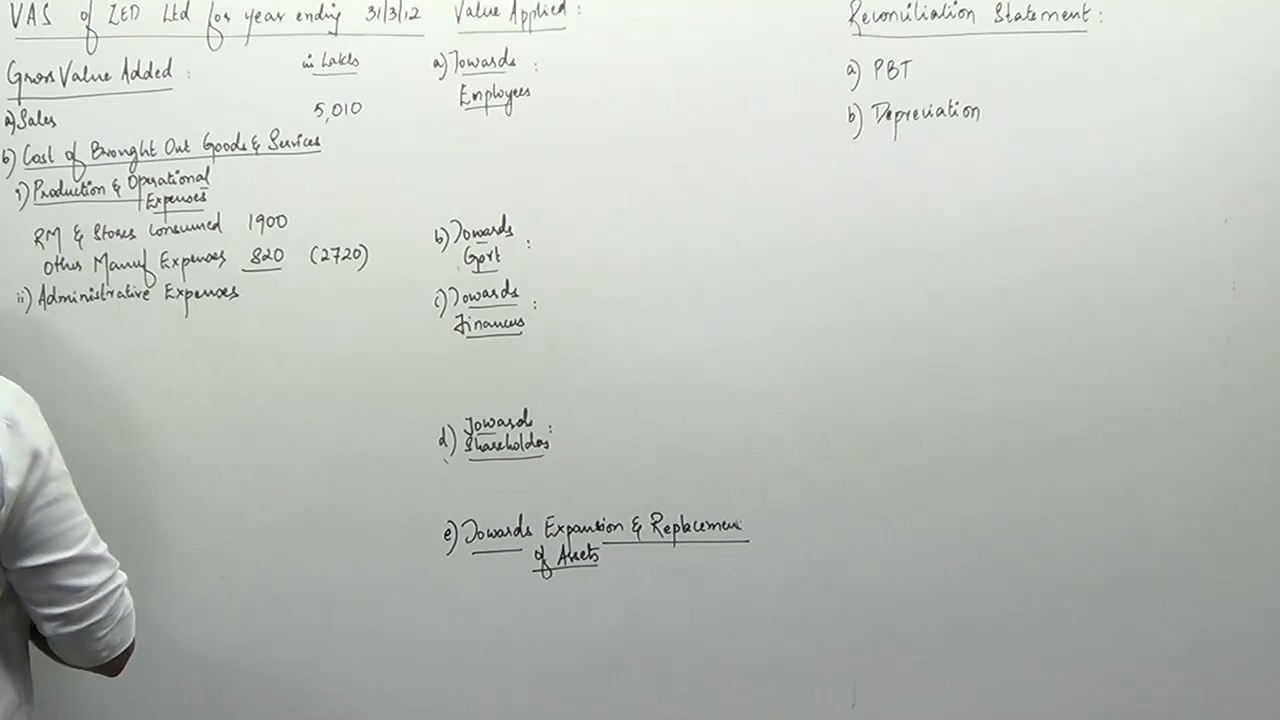 VAS of ZED Ltd for year ending 31/3/12
Gross Value Added :
in Lakhs
a) Sales 5,010
b) Cost of Brought Out Goods & Services
i) Production & Operational
Expenses
RM & Stores Consumed 1900
Other Manuf Expenses 820 (2720)
ii) Administrative Expenses
Value Applied :
a) Towards :
Employees
b) Towards :
Govt
c) Towards :
Financers
d) Towards :
Shareholders
e) Towards Expansion & Replacement
of Assets
Reconciliation Statement :
a) PBT
b) Depreciation